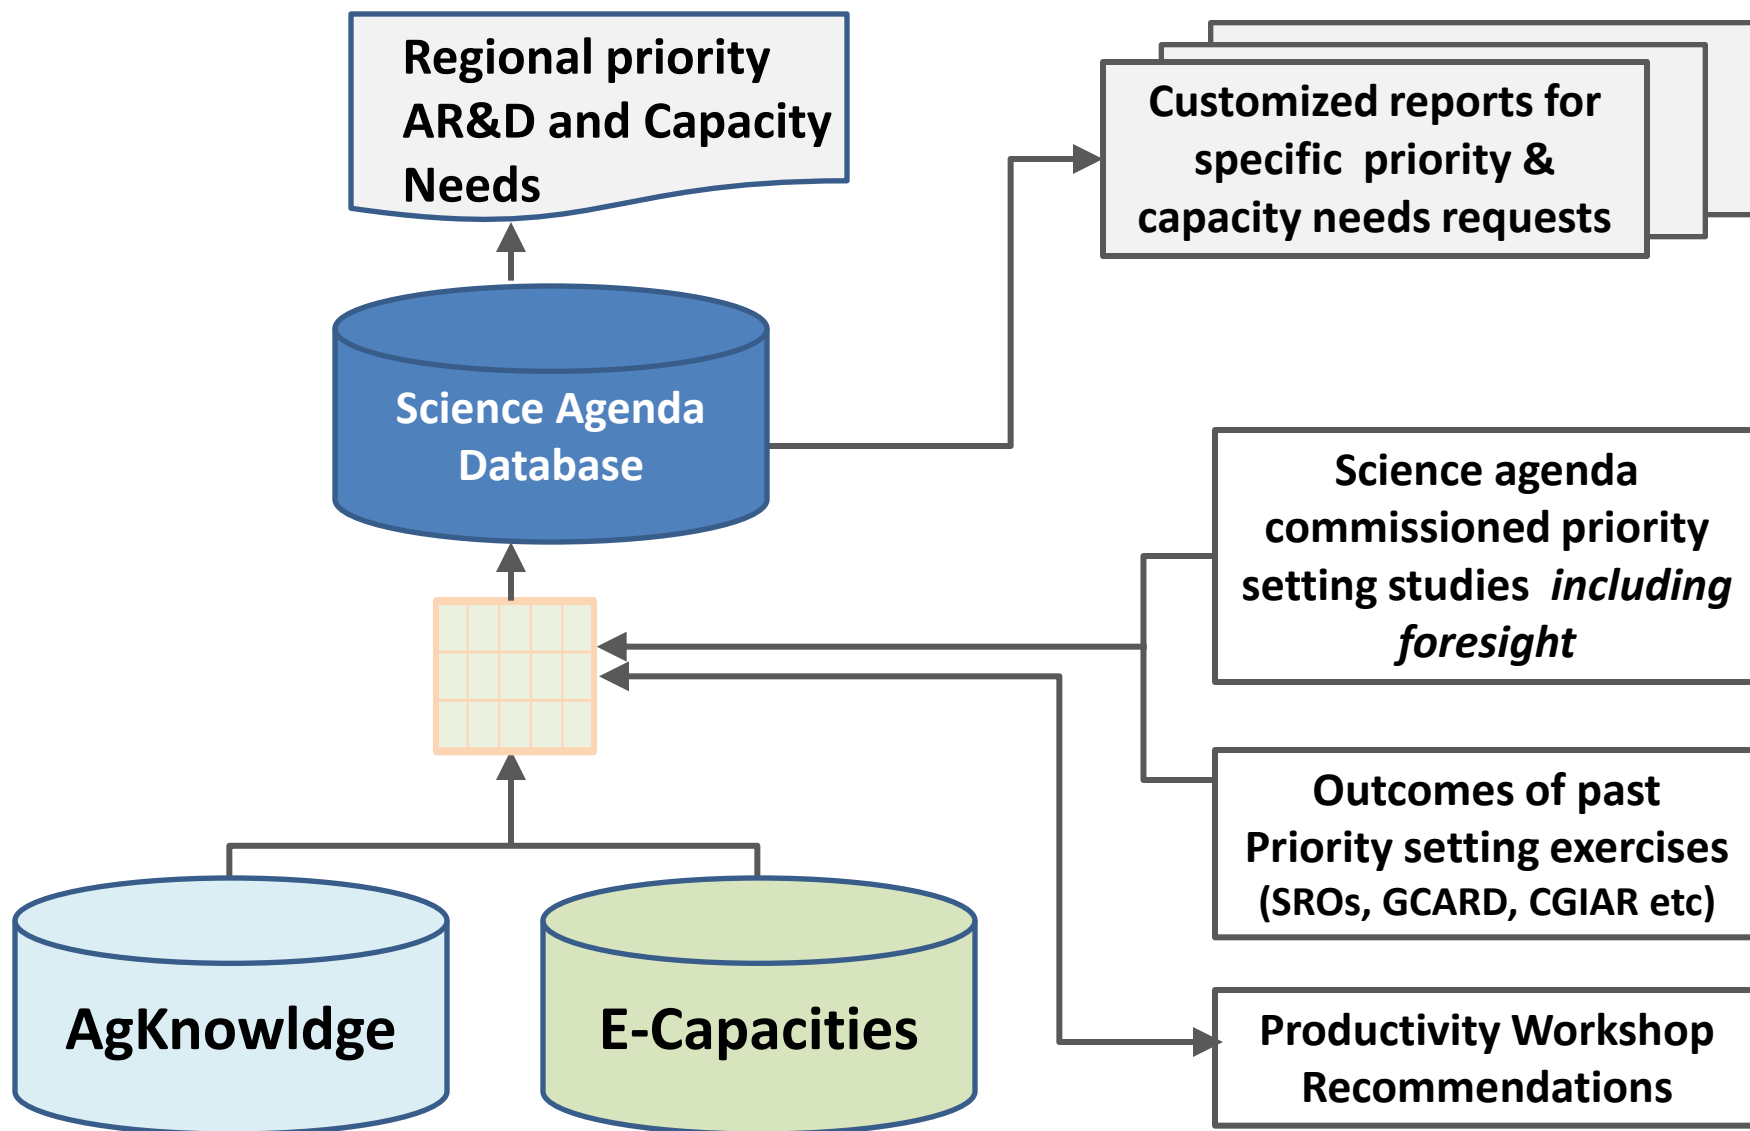 Regional priority
AR&D and Capacity
Needs
Customized reports for
specific priority &
capacity needs requests
Science Agenda
Database
Science agenda
commissioned priority
setting studies including
foresight
Outcomes of past
Priority setting exercises
(SROs, GCARD, CGIAR etc)
AgKnowldge
E-Capacities
Productivity Workshop
Recommendations